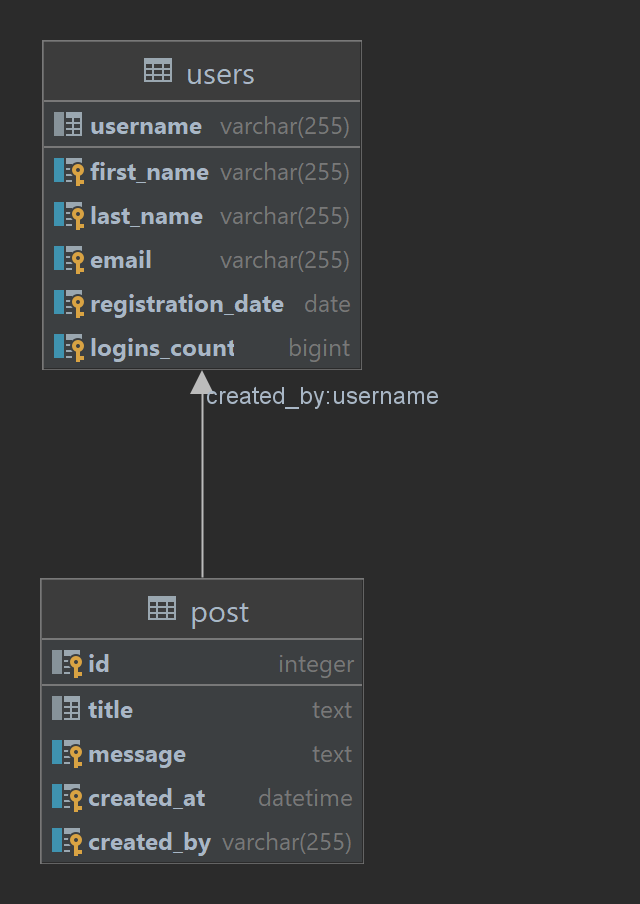 users
username varchar(255)
first_name varchar(255)
last_name varchar(255)
email varchar(255)
registration_date date
logins_count bigint
created_by:username
post
id integer
title text
message text
created_at datetime
created_by varchar(255)